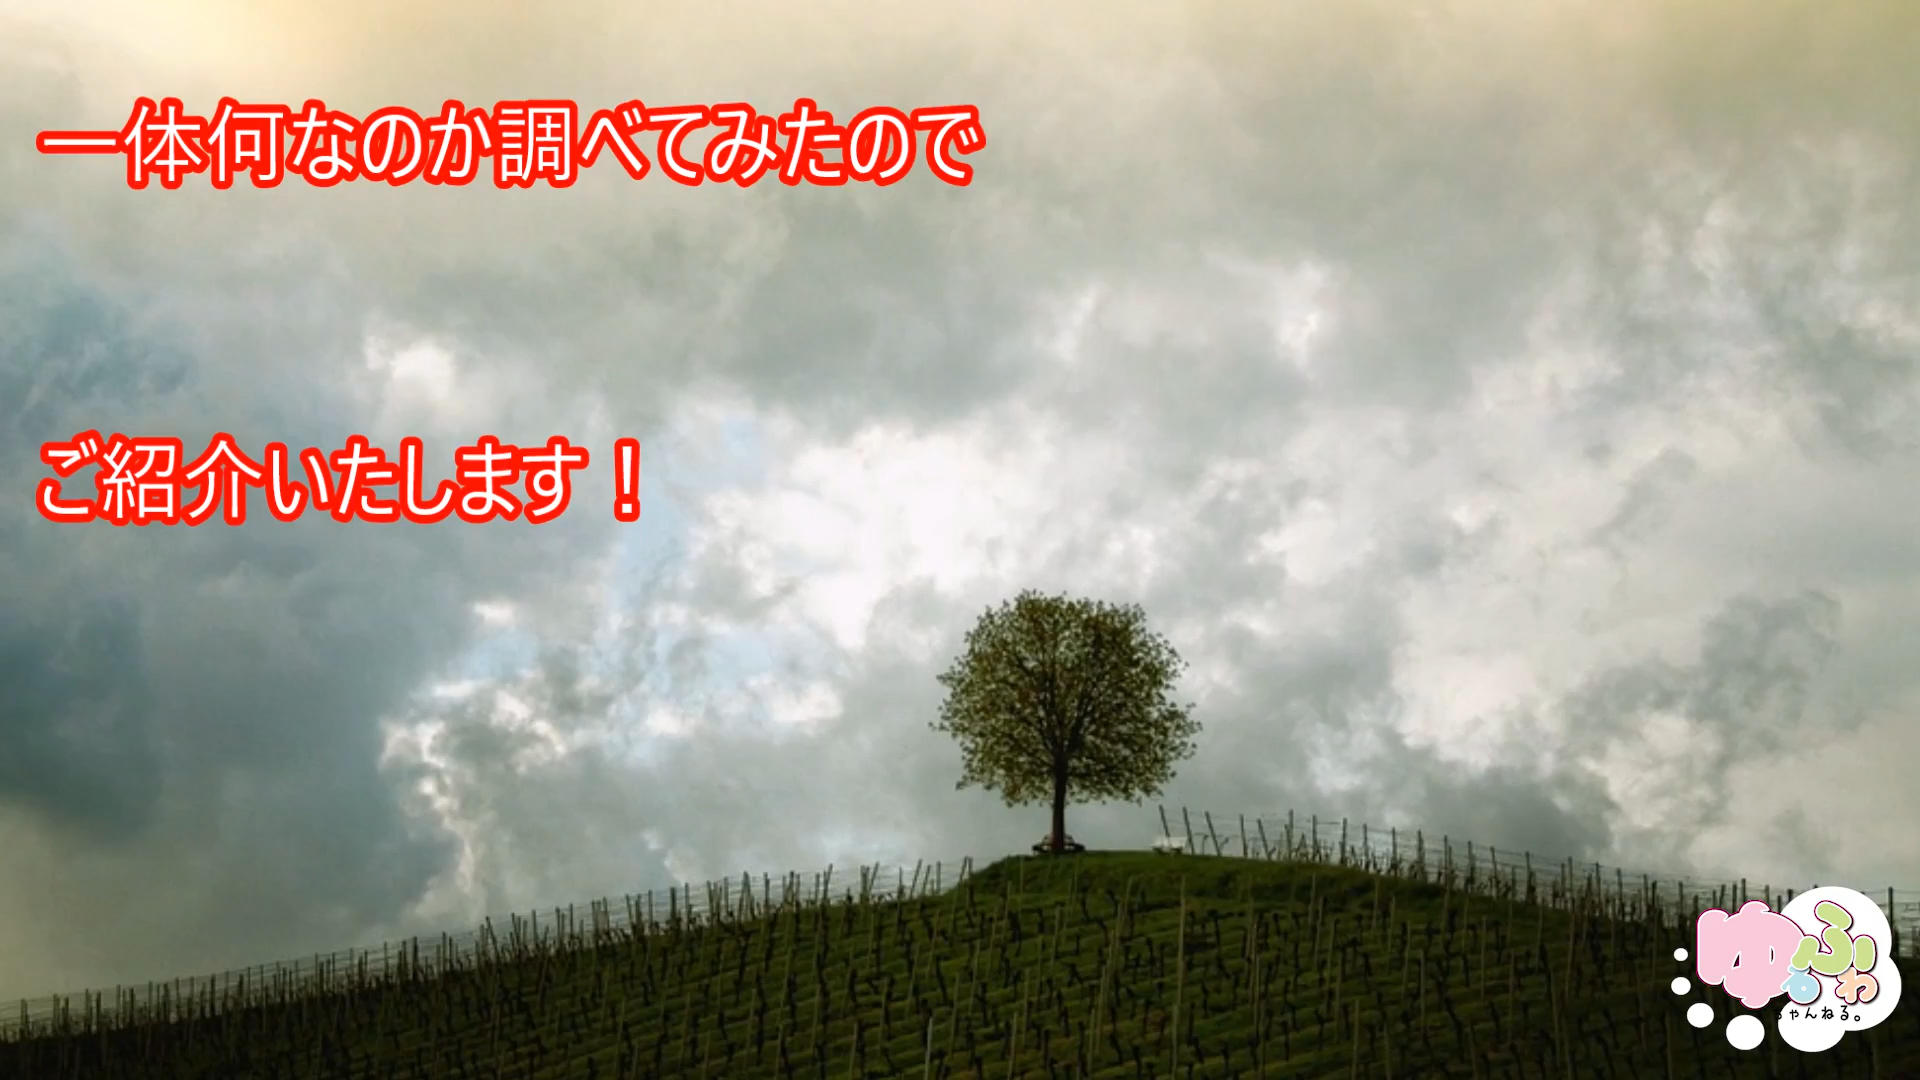 一体何なのか調べてみたので
ご紹介いたします！
ゆるふわ
ちゃんねる。